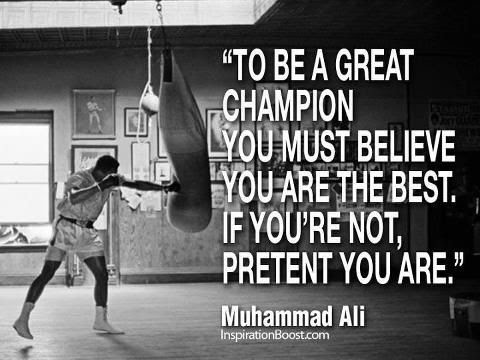 “TO BE A GREAT
CHAMPION
YOU MUST BELIEVE
YOU ARE THE BEST.
IF YOU’RE NOT,
PRETENT YOU ARE.”
Muhammad Ali
InspirationBoost.com